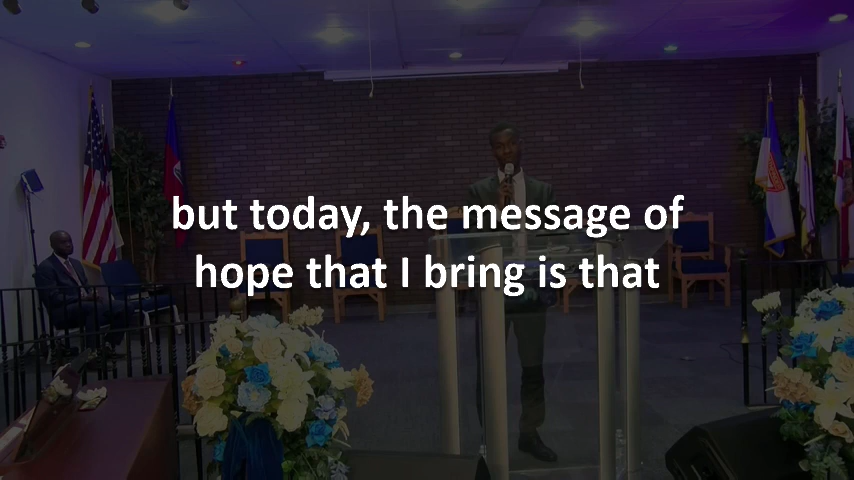 but today, the message of
hope that I bring is that